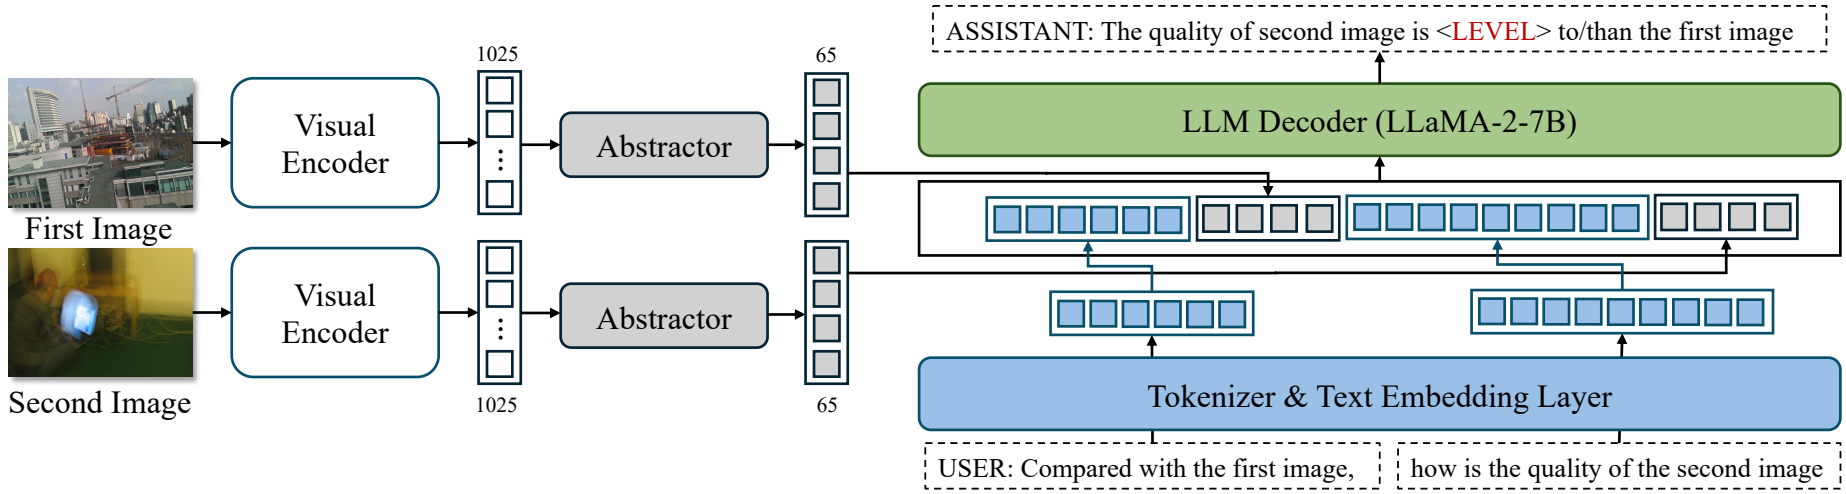 ASSISTANT: The quality of second image is <LEVEL> to/than the first image
1025
65
Visual
Encoder
Abstractor
LLM Decoder (LLaMA-2-7B)
First Image
Visual
Encoder
Abstractor
Second Image
1025
65
Tokenizer & Text Embedding Layer
USER: Compared with the first image,
how is the quality of the second image